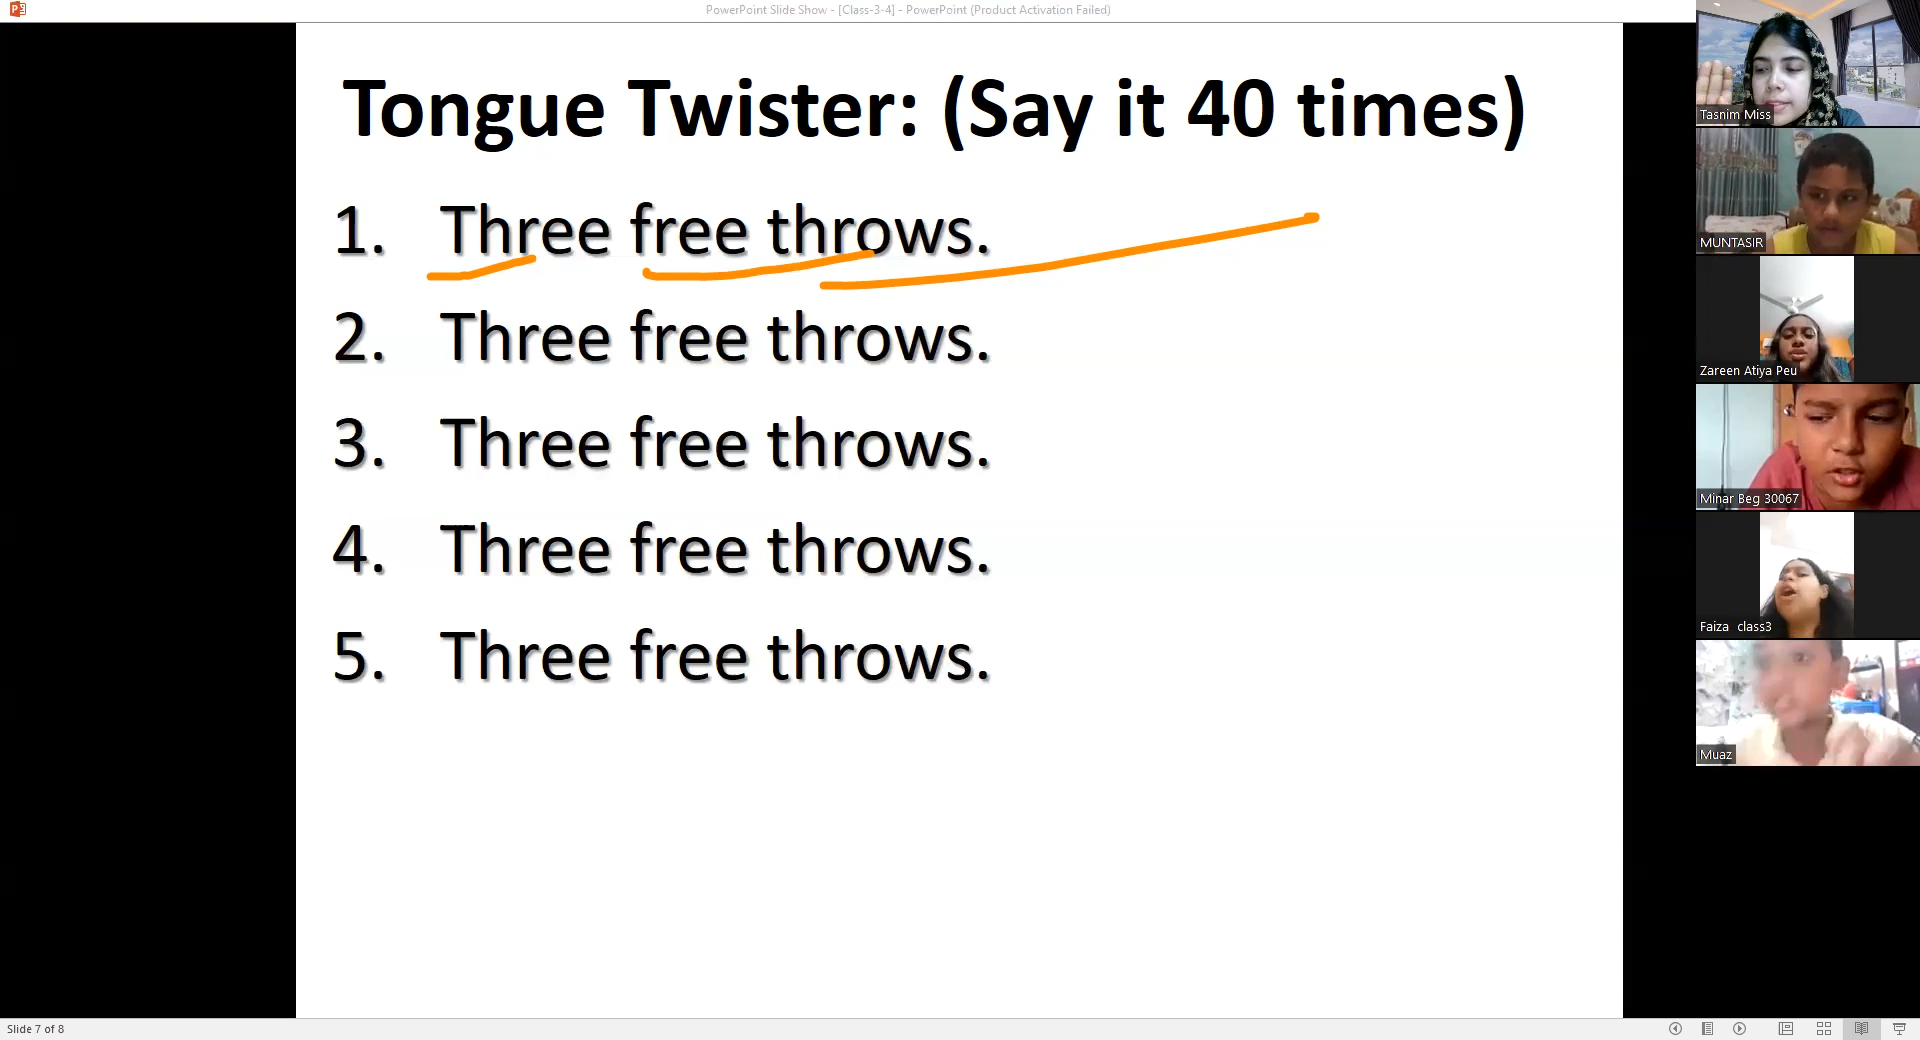 PowerPoint Slide Show - [Class-3-4] - PowerPoint (Product Activation Failed)
Tongue Twister: (Say it 40 times)
1. Three free throws.
2. Three free throws.
3. Three free throws.
4. Three free throws.
5. Three free throws.
Tasnim Miss
MUNTASIR
Zareen Atiya Peu
Minar Beg 30067
Faiza class3
Muaz
Slide 7 of 8